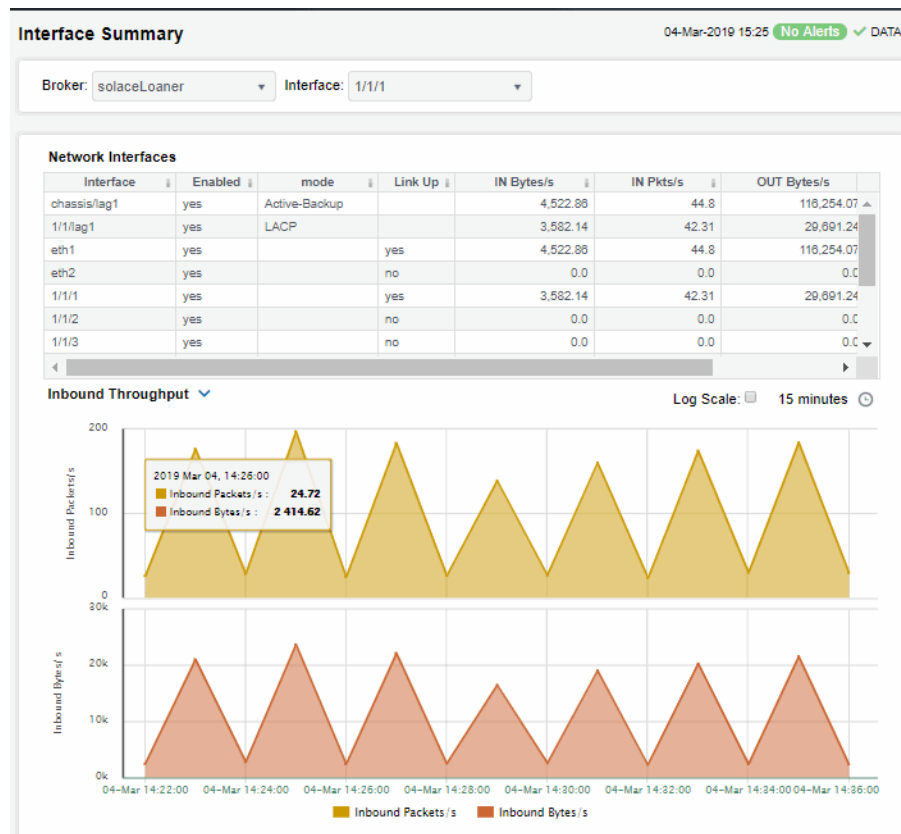 Interface Summary
04-Mar-2019 15:25 No Alerts DATA
Broker: solaceLoaner Interface: 1/1/1
Network Interfaces
Interface Enabled mode Link Up IN Bytes/s IN Pkts/s OUT Bytes/s
chassis/lag1 yes Active-Backup 4,522.86 44.8 116,254.07
1/1/lag1 yes LACP 3,582.14 42.31 29,691.24
eth1 yes yes 4,522.86 44.8 116,254.07
eth2 yes no 0.0 0.0 0.0
1/1/1 yes yes 3,582.14 42.31 29,691.24
1/1/2 yes no 0.0 0.0 0.0
1/1/3 yes no 0.0 0.0 0.0
Inbound Throughput
Log Scale: 15 minutes
200
100
0
Inbound Packets/s
2019 Mar 04, 14:26:00
Inbound Packets/s : 24.72
Inbound Bytes/s : 2 414.62
30k
20k
10k
0k
Inbound Bytes/s
04-Mar 14:22:00 04-Mar 14:24:00 04-Mar 14:26:00 04-Mar 14:28:00 04-Mar 14:30:00 04-Mar 14:32:00 04-Mar 14:34:00 04-Mar 14:36:00
Inbound Packets/s Inbound Bytes/s